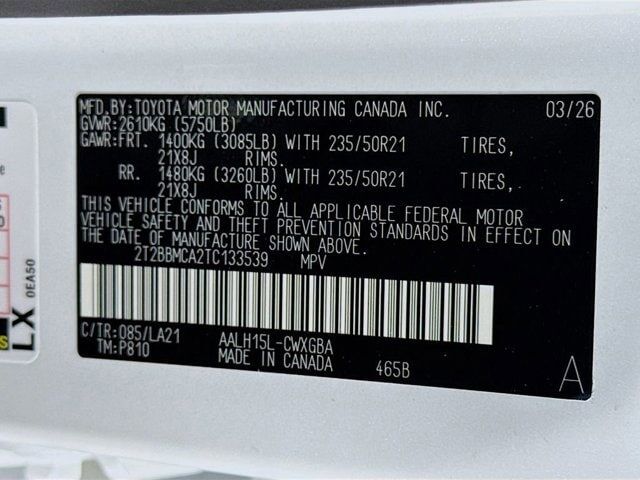 MFD.BY:TOYOTA MOTOR MANUFACTURING CANADA INC. 03/26
GVWR:2610KG (5750LB)
GAWR:FRT. 1400KG (3085LB) WITH 235/50R21 TIRES,
21X8J RIMS.
RR. 1480KG (3260LB) WITH 235/50R21 TIRES,
21X8J RIMS.
THIS VEHICLE CONFORMS TO ALL APPLICABLE FEDERAL MOTOR
VEHICLE SAFETY AND THEFT PREVENTION STANDARDS IN EFFECT ON
THE DATE OF MANUFACTURE SHOWN ABOVE.
2T2BBMCA2TC133539 MPV
C/TR:085/LA21 AALH15L-CWXGBA
TM:P810 MADE IN CANADA 465B
A
LX
0EA50